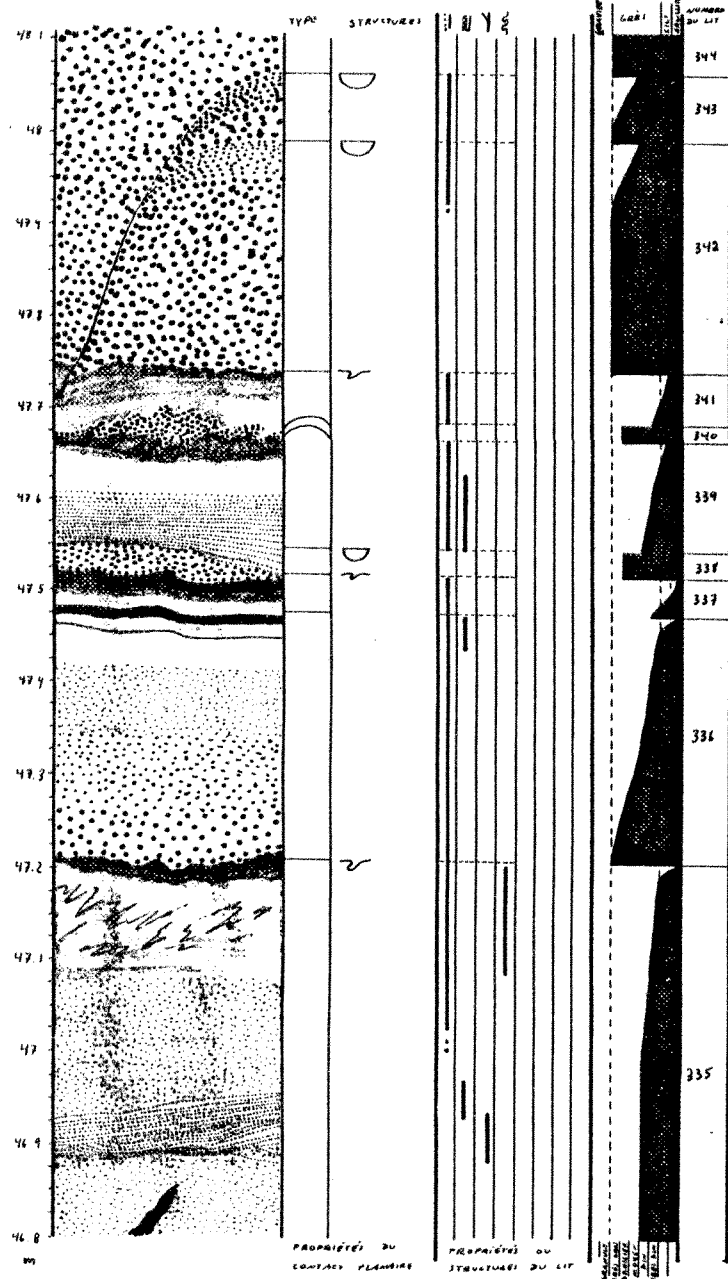 TYPE STRUCTURES
GRÈS
SILT
NUMÉRO
DU LIT
48.1
48
47.9
47.8
47.7
47.6
47.5
47.4
47.3
47.2
47.1
47
46.9
46.8
m
344
343
342
341
340
339
338
337
336
335
PROPRIÉTÉS DU
CONTACT PLANAIRE
PROPRIÉTÉS OU
STRUCTURES DU LIT